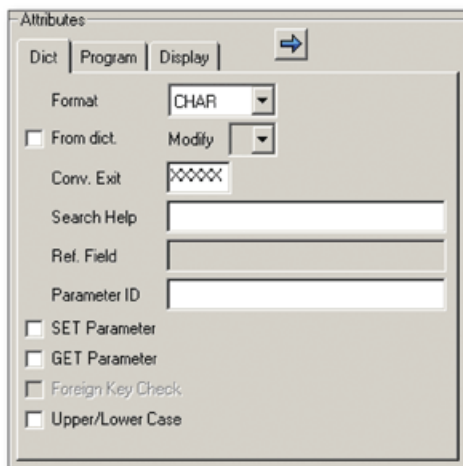 Attributes
Dict Program Display
Format CHAR
From dict. Modify
Conv. Exit XXXXX
Search Help
Ref. Field
Parameter ID
SET Parameter
GET Parameter
Foreign Key Check
Upper/Lower Case